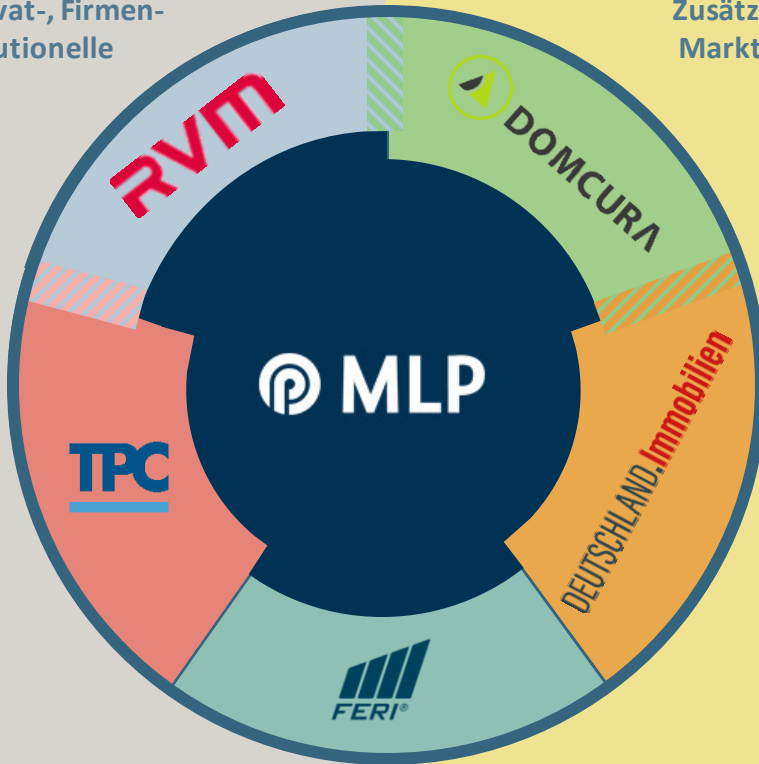 vat-, Firmen-
utionelle
Zusätz
Markt
RVM
DOMCURA
MLP
TPC
DEUTSCHLAND.Immobilien
FERI®